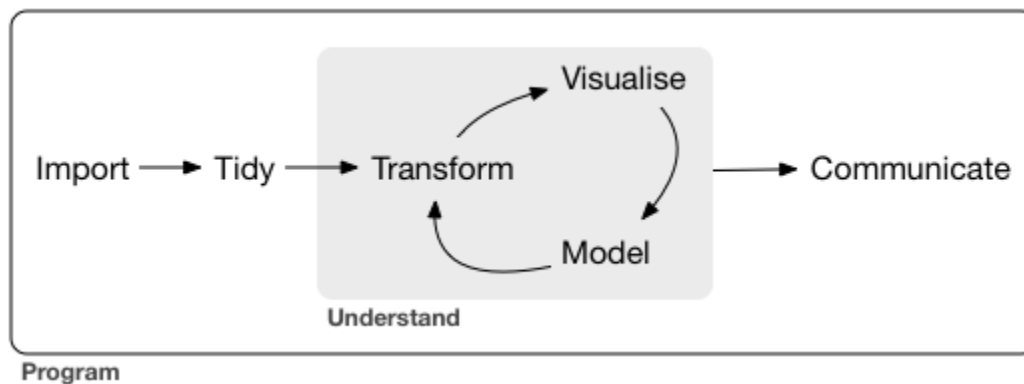 Visualise
Import
Tidy
Transform
Communicate
Model
Understand
Program